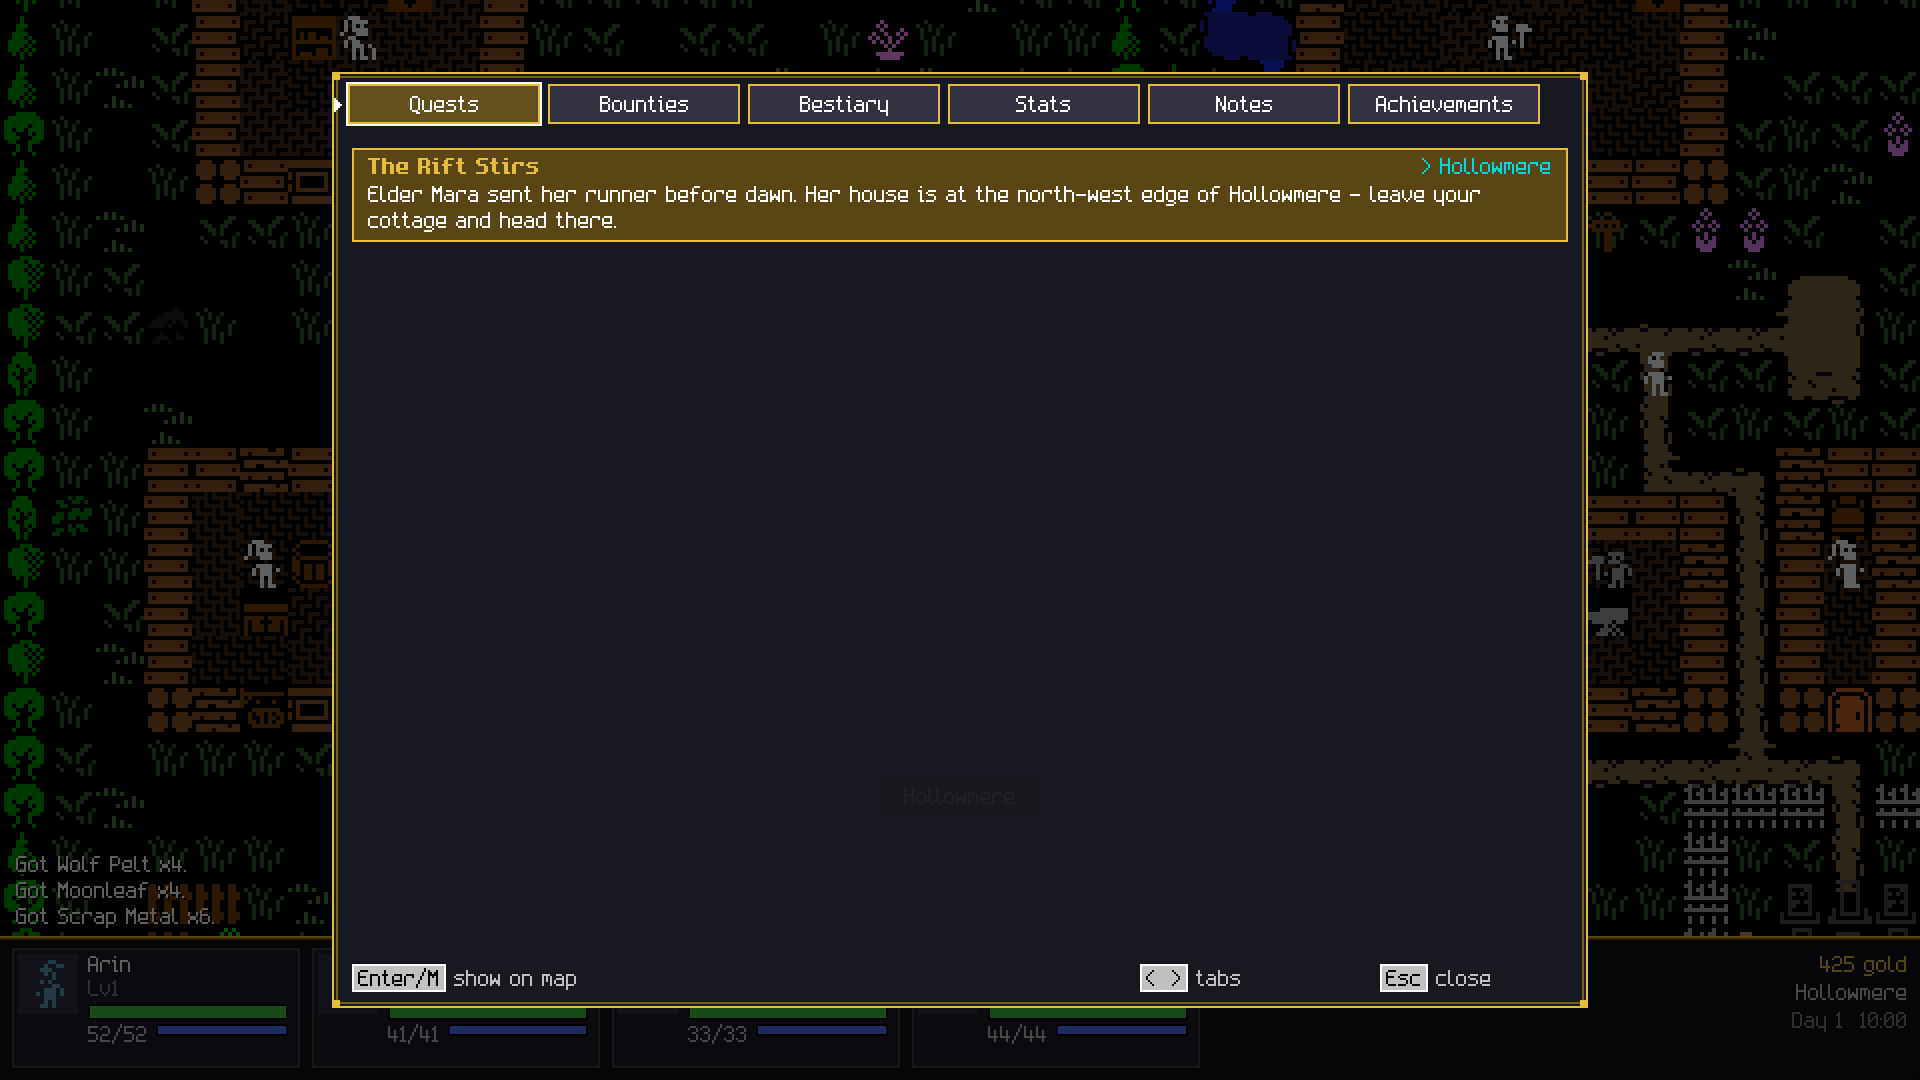 Quests Bounties Bestiary Stats Notes Achievements
The Rift Stirs > Hollowmere
Elder Mara sent her runner before dawn. Her house is at the north-west edge of Hollowmere - leave your
cottage and head there.
Hollowmere
Got Wolf Pelt x4.
Got Moonleaf x4.
Got Scrap Metal x6.
Enter/M show on map < > tabs Esc close
Arin
Lv1
52/52 41/41 33/33 44/44
425 gold
Hollowmere
Day 1 10:00